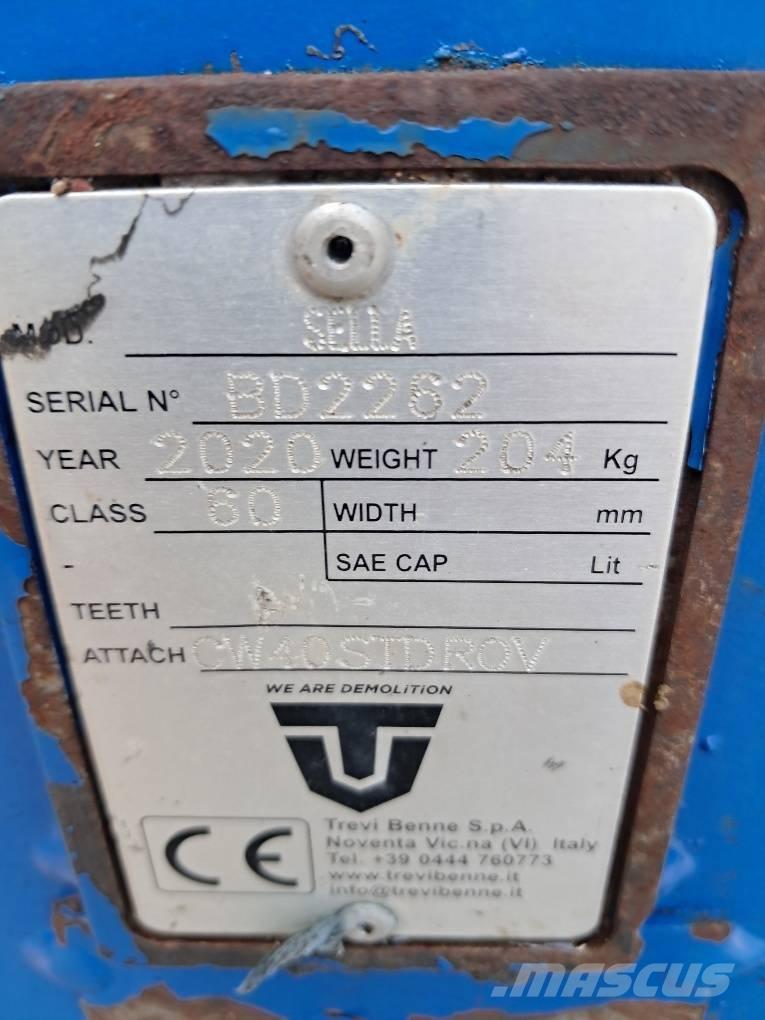 MOD. SELLA
SERIAL N° BD2262
YEAR 2020 WEIGHT 204 Kg
CLASS 60 WIDTH mm
- SAE CAP Lit
TEETH
ATTACH CW40STDROV
WE ARE DEMOLITION
CE
Trevi Benne S.p.A.
Noventa Vic.na (VI) Italy
Tel. +39 0444 760773
www.trevibenne.it
info@trevibenne.it
MASCUS